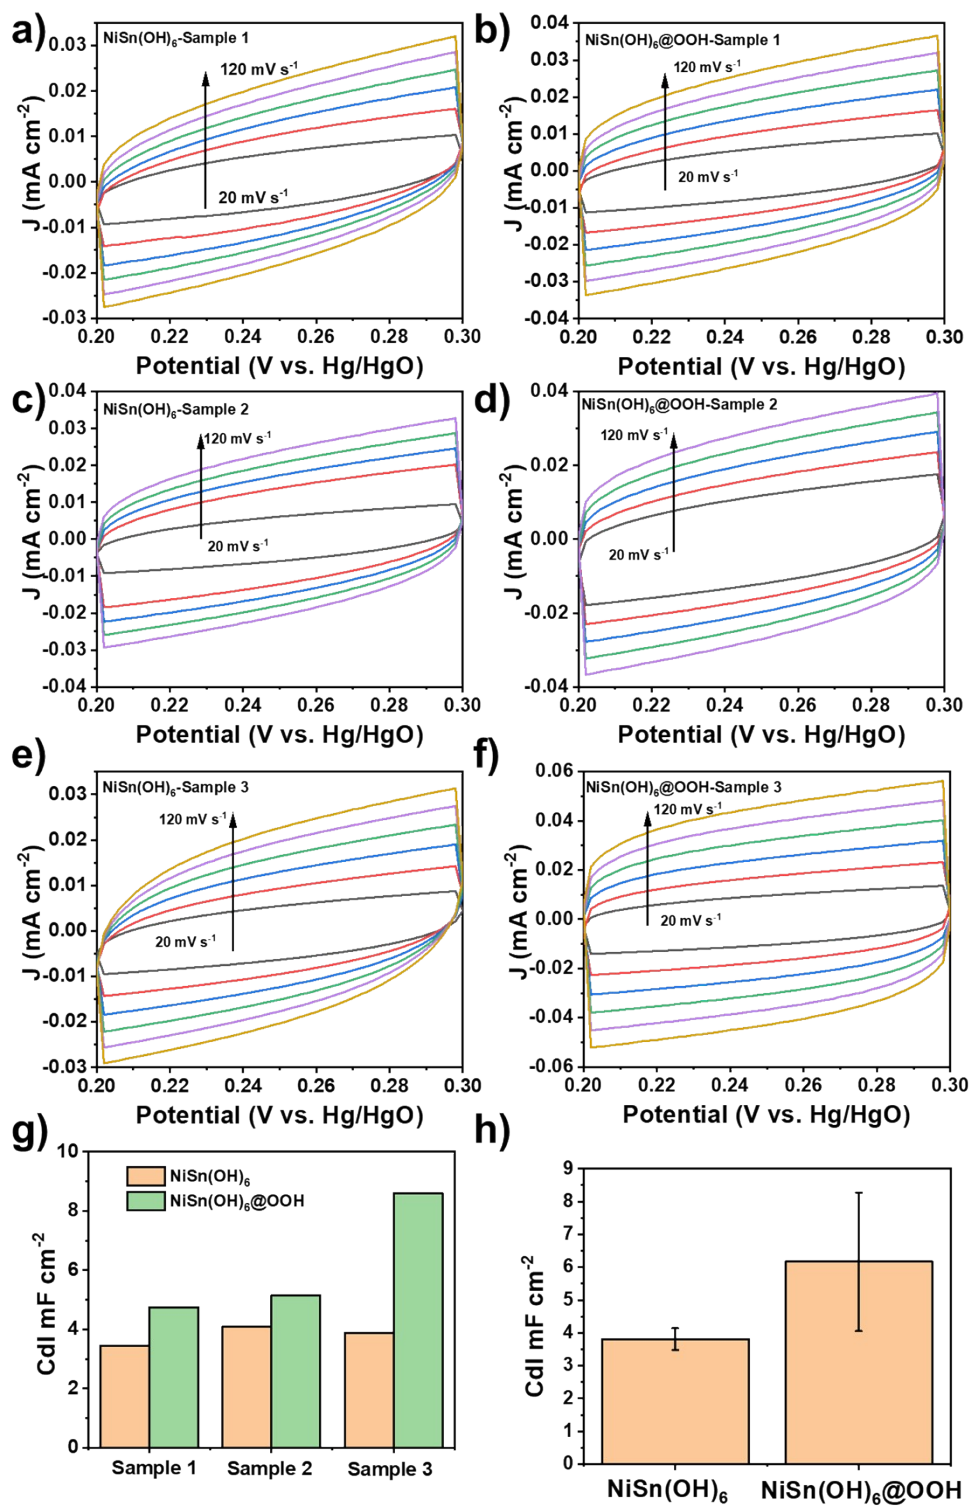 a)
NiSn(OH)₆-Sample 1
120 mV s⁻¹
20 mV s⁻¹
J (mA cm⁻²)
0.03
0.02
0.01
0.00
-0.01
-0.02
-0.03
0.20 0.22 0.24 0.26 0.28 0.30
Potential (V vs. Hg/HgO)
b)
NiSn(OH)₆@OOH-Sample 1
120 mV s⁻¹
20 mV s⁻¹
J (mA cm⁻²)
0.04
0.03
0.02
0.01
0.00
-0.01
-0.02
-0.03
-0.04
0.20 0.22 0.24 0.26 0.28 0.30
Potential (V vs. Hg/HgO)
c)
NiSn(OH)₆-Sample 2
120 mV s⁻¹
20 mV s⁻¹
J (mA cm⁻²)
0.04
0.03
0.02
0.01
0.00
-0.01
-0.02
-0.03
-0.04
0.20 0.22 0.24 0.26 0.28 0.30
Potential (V vs. Hg/HgO)
d)
NiSn(OH)₆@OOH-Sample 2
120 mV s⁻¹
20 mV s⁻¹
J (mA cm⁻²)
0.04
0.02
0.00
-0.02
-0.04
0.20 0.22 0.24 0.26 0.28 0.30
Potential (V vs. Hg/HgO)
e)
NiSn(OH)₆-Sample 3
120 mV s⁻¹
20 mV s⁻¹
J (mA cm⁻²)
0.03
0.02
0.01
0.00
-0.01
-0.02
-0.03
0.20 0.22 0.24 0.26 0.28 0.30
Potential (V vs. Hg/HgO)
f)
NiSn(OH)₆@OOH-Sample 3
120 mV s⁻¹
20 mV s⁻¹
J (mA cm⁻²)
0.06
0.04
0.02
0.00
-0.02
-0.04
-0.06
0.20 0.22 0.24 0.26 0.28 0.30
Potential (V vs. Hg/HgO)
g)
NiSn(OH)₆
NiSn(OH)₆@OOH
Cdl mF cm⁻²
10
8
6
4
2
0
Sample 1 Sample 2 Sample 3
h)
Cdl mF cm⁻²
9
8
7
6
5
4
3
2
1
0
NiSn(OH)₆ NiSn(OH)₆@OOH